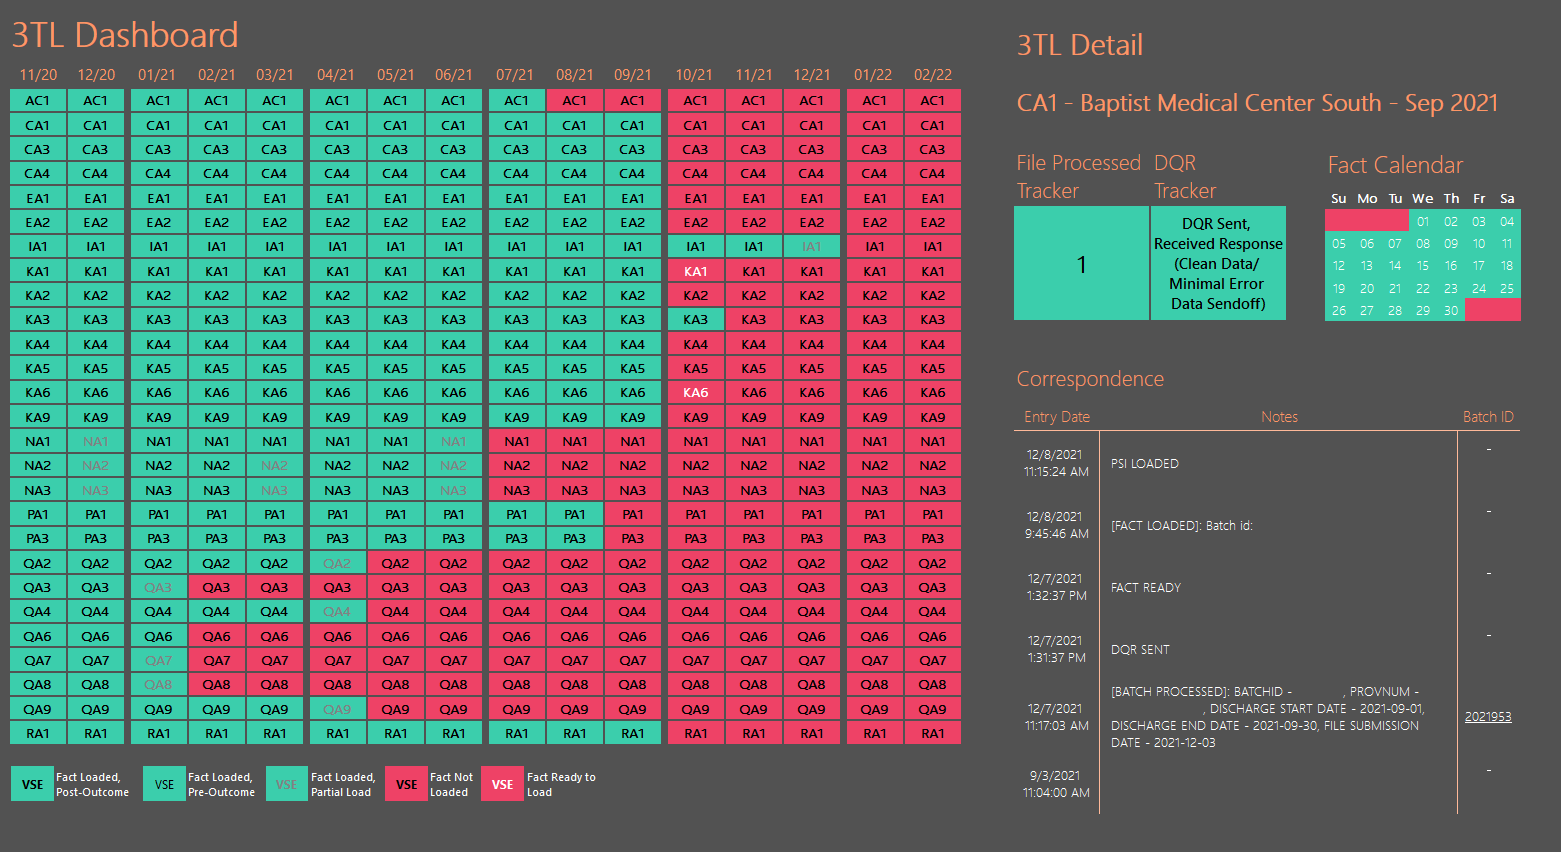 3TL Dashboard
11/20 12/20 01/21 02/21 03/21 04/21 05/21 06/21 07/21 08/21 09/21 10/21 11/21 12/21 01/22 02/22
AC1 AC1 AC1 AC1 AC1 AC1 AC1 AC1 AC1 AC1 AC1 AC1 AC1 AC1 AC1 AC1
CA1 CA1 CA1 CA1 CA1 CA1 CA1 CA1 CA1 CA1 CA1 CA1 CA1 CA1 CA1 CA1
CA3 CA3 CA3 CA3 CA3 CA3 CA3 CA3 CA3 CA3 CA3 CA3 CA3 CA3 CA3 CA3
CA4 CA4 CA4 CA4 CA4 CA4 CA4 CA4 CA4 CA4 CA4 CA4 CA4 CA4 CA4 CA4
EA1 EA1 EA1 EA1 EA1 EA1 EA1 EA1 EA1 EA1 EA1 EA1 EA1 EA1 EA1 EA1
EA2 EA2 EA2 EA2 EA2 EA2 EA2 EA2 EA2 EA2 EA2 EA2 EA2 EA2 EA2 EA2
IA1 IA1 IA1 IA1 IA1 IA1 IA1 IA1 IA1 IA1 IA1 IA1 IA1 IA1 IA1 IA1
KA1 KA1 KA1 KA1 KA1 KA1 KA1 KA1 KA1 KA1 KA1 KA1 KA1 KA1 KA1 KA1
KA2 KA2 KA2 KA2 KA2 KA2 KA2 KA2 KA2 KA2 KA2 KA2 KA2 KA2 KA2 KA2
KA3 KA3 KA3 KA3 KA3 KA3 KA3 KA3 KA3 KA3 KA3 KA3 KA3 KA3 KA3 KA3
KA4 KA4 KA4 KA4 KA4 KA4 KA4 KA4 KA4 KA4 KA4 KA4 KA4 KA4 KA4 KA4
KA5 KA5 KA5 KA5 KA5 KA5 KA5 KA5 KA5 KA5 KA5 KA5 KA5 KA5 KA5 KA5
KA6 KA6 KA6 KA6 KA6 KA6 KA6 KA6 KA6 KA6 KA6 KA6 KA6 KA6 KA6 KA6
KA9 KA9 KA9 KA9 KA9 KA9 KA9 KA9 KA9 KA9 KA9 KA9 KA9 KA9 KA9 KA9
NA1 NA1 NA1 NA1 NA1 NA1 NA1 NA1 NA1 NA1 NA1 NA1 NA1 NA1 NA1 NA1
NA2 NA2 NA2 NA2 NA2 NA2 NA2 NA2 NA2 NA2 NA2 NA2 NA2 NA2 NA2 NA2
NA3 NA3 NA3 NA3 NA3 NA3 NA3 NA3 NA3 NA3 NA3 NA3 NA3 NA3 NA3 NA3
PA1 PA1 PA1 PA1 PA1 PA1 PA1 PA1 PA1 PA1 PA1 PA1 PA1 PA1 PA1 PA1
PA3 PA3 PA3 PA3 PA3 PA3 PA3 PA3 PA3 PA3 PA3 PA3 PA3 PA3 PA3 PA3
QA2 QA2 QA2 QA2 QA2 QA2 QA2 QA2 QA2 QA2 QA2 QA2 QA2 QA2 QA2 QA2
QA3 QA3 QA3 QA3 QA3 QA3 QA3 QA3 QA3 QA3 QA3 QA3 QA3 QA3 QA3 QA3
QA4 QA4 QA4 QA4 QA4 QA4 QA4 QA4 QA4 QA4 QA4 QA4 QA4 QA4 QA4 QA4
QA6 QA6 QA6 QA6 QA6 QA6 QA6 QA6 QA6 QA6 QA6 QA6 QA6 QA6 QA6 QA6
QA7 QA7 QA7 QA7 QA7 QA7 QA7 QA7 QA7 QA7 QA7 QA7 QA7 QA7 QA7 QA7
QA8 QA8 QA8 QA8 QA8 QA8 QA8 QA8 QA8 QA8 QA8 QA8 QA8 QA8 QA8 QA8
QA9 QA9 QA9 QA9 QA9 QA9 QA9 QA9 QA9 QA9 QA9 QA9 QA9 QA9 QA9 QA9
RA1 RA1 RA1 RA1 RA1 RA1 RA1 RA1 RA1 RA1 RA1 RA1 RA1 RA1 RA1 RA1
VSE
Fact Loaded,
Post-Outcome
VSE
Fact Loaded,
Pre-Outcome
VSE
Fact Loaded,
Partial Load
VSE
Fact Not
Loaded
VSE
Fact Ready to
Load
3TL Detail
CA1 - Baptist Medical Center South - Sep 2021
File Processed
Tracker
1
DQR
Tracker
DQR Sent,
Received Response
(Clean Data/
Minimal Error
Data Sendoff)
Fact Calendar
Su Mo Tu We Th Fr Sa
01 02 03 04
05 06 07 08 09 10 11
12 13 14 15 16 17 18
19 20 21 22 23 24 25
26 27 28 29 30
Correspondence
Entry Date Notes Batch ID
12/8/2021
11:15:24 AM
PSI LOADED
-
12/8/2021
9:45:46 AM
[FACT LOADED]: Batch id:
-
12/7/2021
1:32:37 PM
FACT READY
-
12/7/2021
1:31:37 PM
DQR SENT
-
12/7/2021
11:17:03 AM
[BATCH PROCESSED]: BATCHID - , PROVNUM -
, DISCHARGE START DATE - 2021-09-01,
DISCHARGE END DATE - 2021-09-30, FILE SUBMISSION
DATE - 2021-12-03
2021953
9/3/2021
11:04:00 AM
-